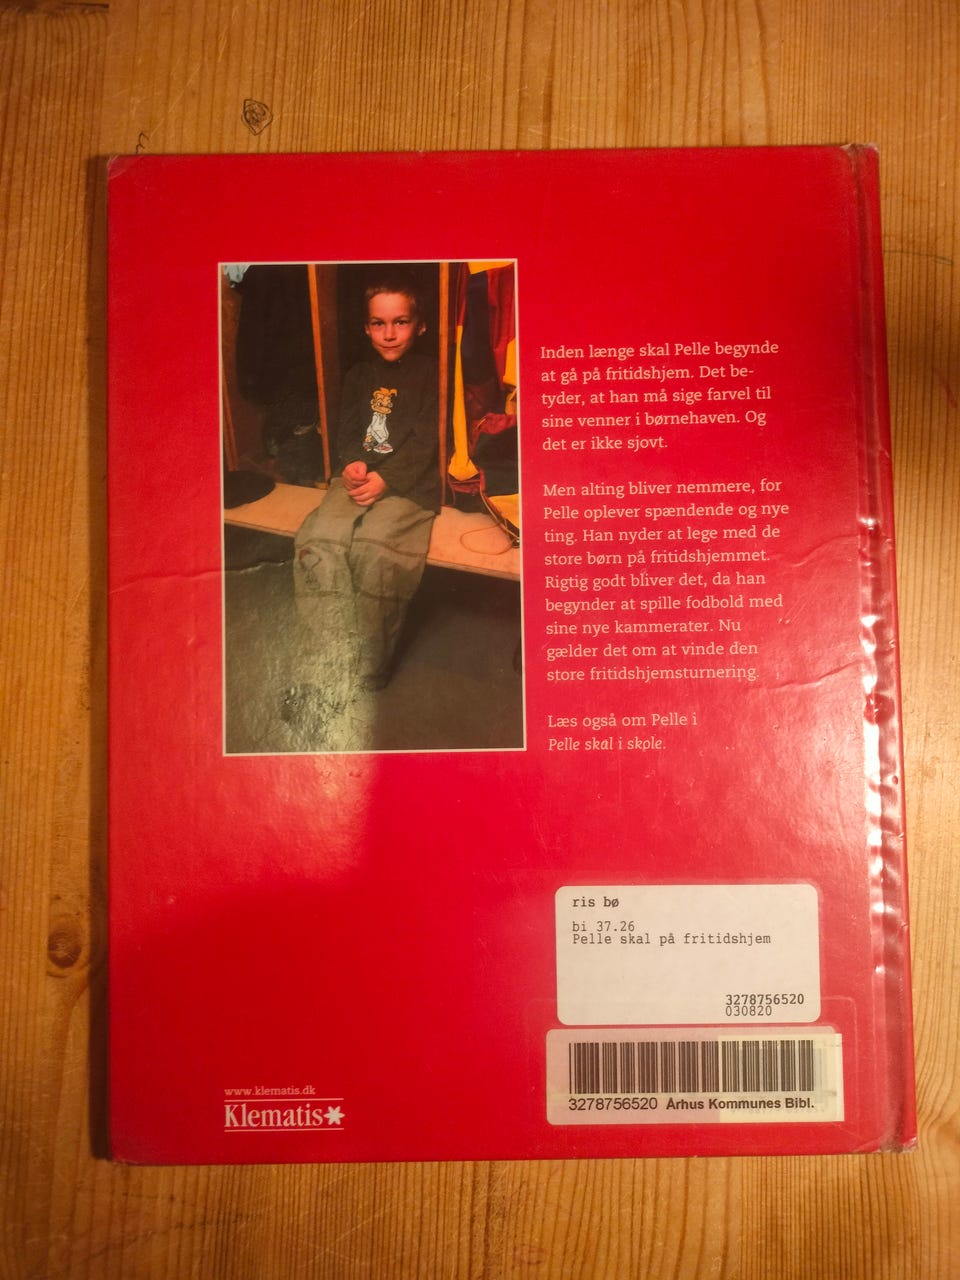 Inden længe skal Pelle begynde
at gå på fritidshjem. Det be-
tyder, at han må sige farvel til
sine venner i børnehaven. Og
det er ikke sjovt.
Men alting bliver nemmere, for
Pelle oplever spændende og nye
ting. Han nyder at lege med de
store børn på fritidshjemmet.
Rigtig godt bliver det, da han
begynder at spille fodbold med
sine nye kammerater. Nu
gælder det om at vinde den
store fritidshjemsturnering.
Læs også om Pelle i
Pelle skal i skole.
ris bø
bi 37.26
Pelle skal på fritidshjem
3278756520
030820
3278756520 Århus Kommunes Bibl.
www.klematis.dk
Klematis